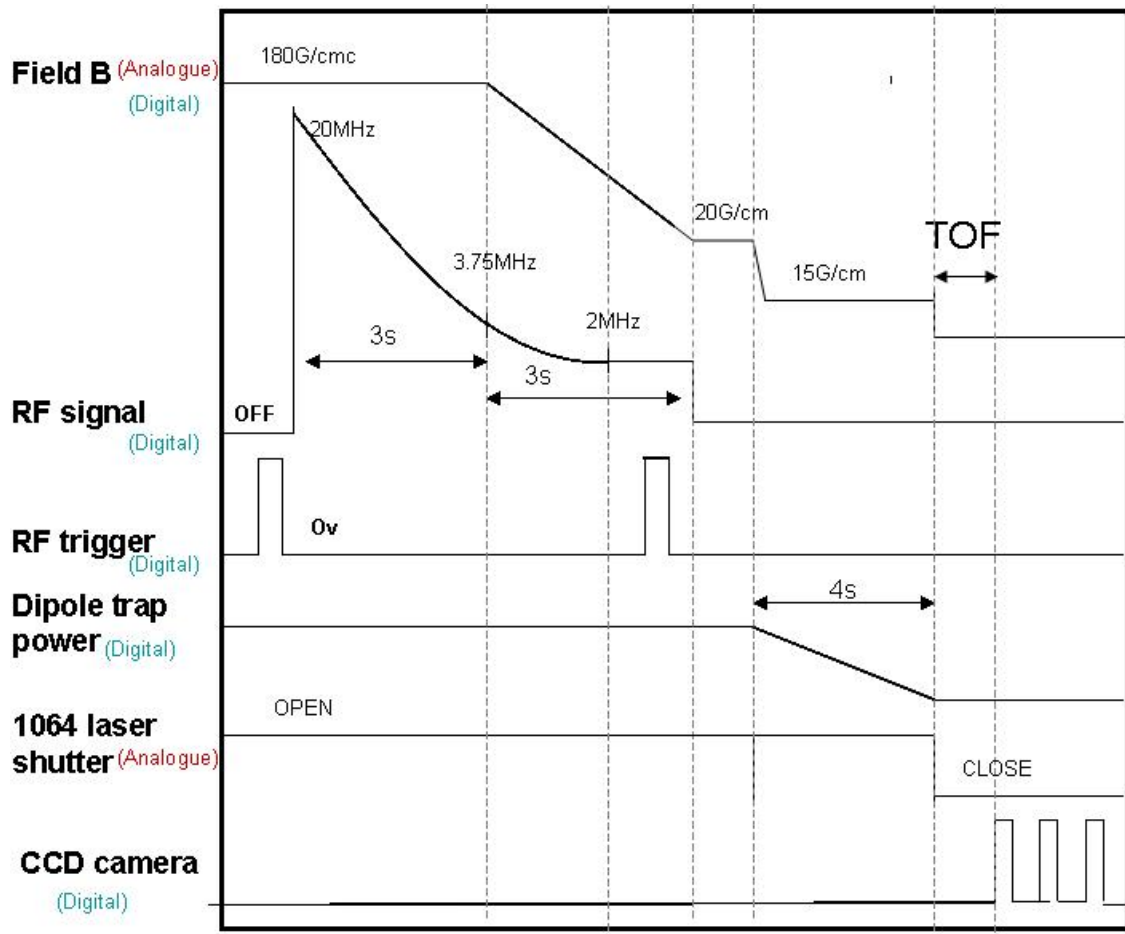 180G/cmc
Field B (Analogue)
(Digital)
20MHz
20G/cm
TOF
3.75MHz
15G/cm
2MHz
3s
3s
RF signal
OFF
(Digital)
0v
RF trigger
(Digital)
4s
Dipole trap
power (Digital)
OPEN
1064 laser
shutter (Analogue)
CLOSE
CCD camera
(Digital)